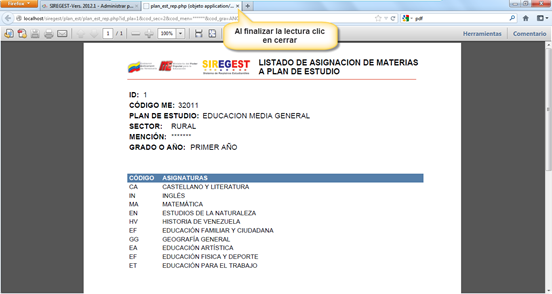 Firefox
SIREGEST-Vers. 2012.1 - Administrar p...
plan_est_rep.php (objeto application/...
localhost/siregest/plan_est/plan_est_rep.php?id_pla=1&cod_sec=2&cod_men=*******&cod_gra=
pdf
1 / 1
100%
Herramientas
Comentario
Al finalizar la lectura clic
en cerrar
SIREGEST
LISTADO DE ASIGNACION DE MATERIAS
A PLAN DE ESTUDIO
ID: 1
CÓDIGO ME: 32011
PLAN DE ESTUDIO: EDUCACION MEDIA GENERAL
SECTOR: RURAL
MENCIÓN: *******
GRADO O AÑO: PRIMER AÑO
CÓDIGO ASIGNATURAS
CA CASTELLANO Y LITERATURA
IN INGLÉS
MA MATEMÁTICA
EN ESTUDIOS DE LA NATURALEZA
HV HISTORIA DE VENEZUELA
EF EDUCACIÓN FAMILIAR Y CIUDADANA
GG GEOGRAFÍA GENERAL
EA EDUCACIÓN ARTÍSTICA
EF EDUCACIÓN FISICA Y DEPORTE
ET EDUCACIÓN PARA EL TRABAJO